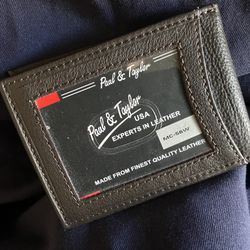 Paul & Taylor
Paul & Taylor
USA
EXPERTS IN LEATHER
MC-56W
MADE FROM FINEST QUALITY LEATHER